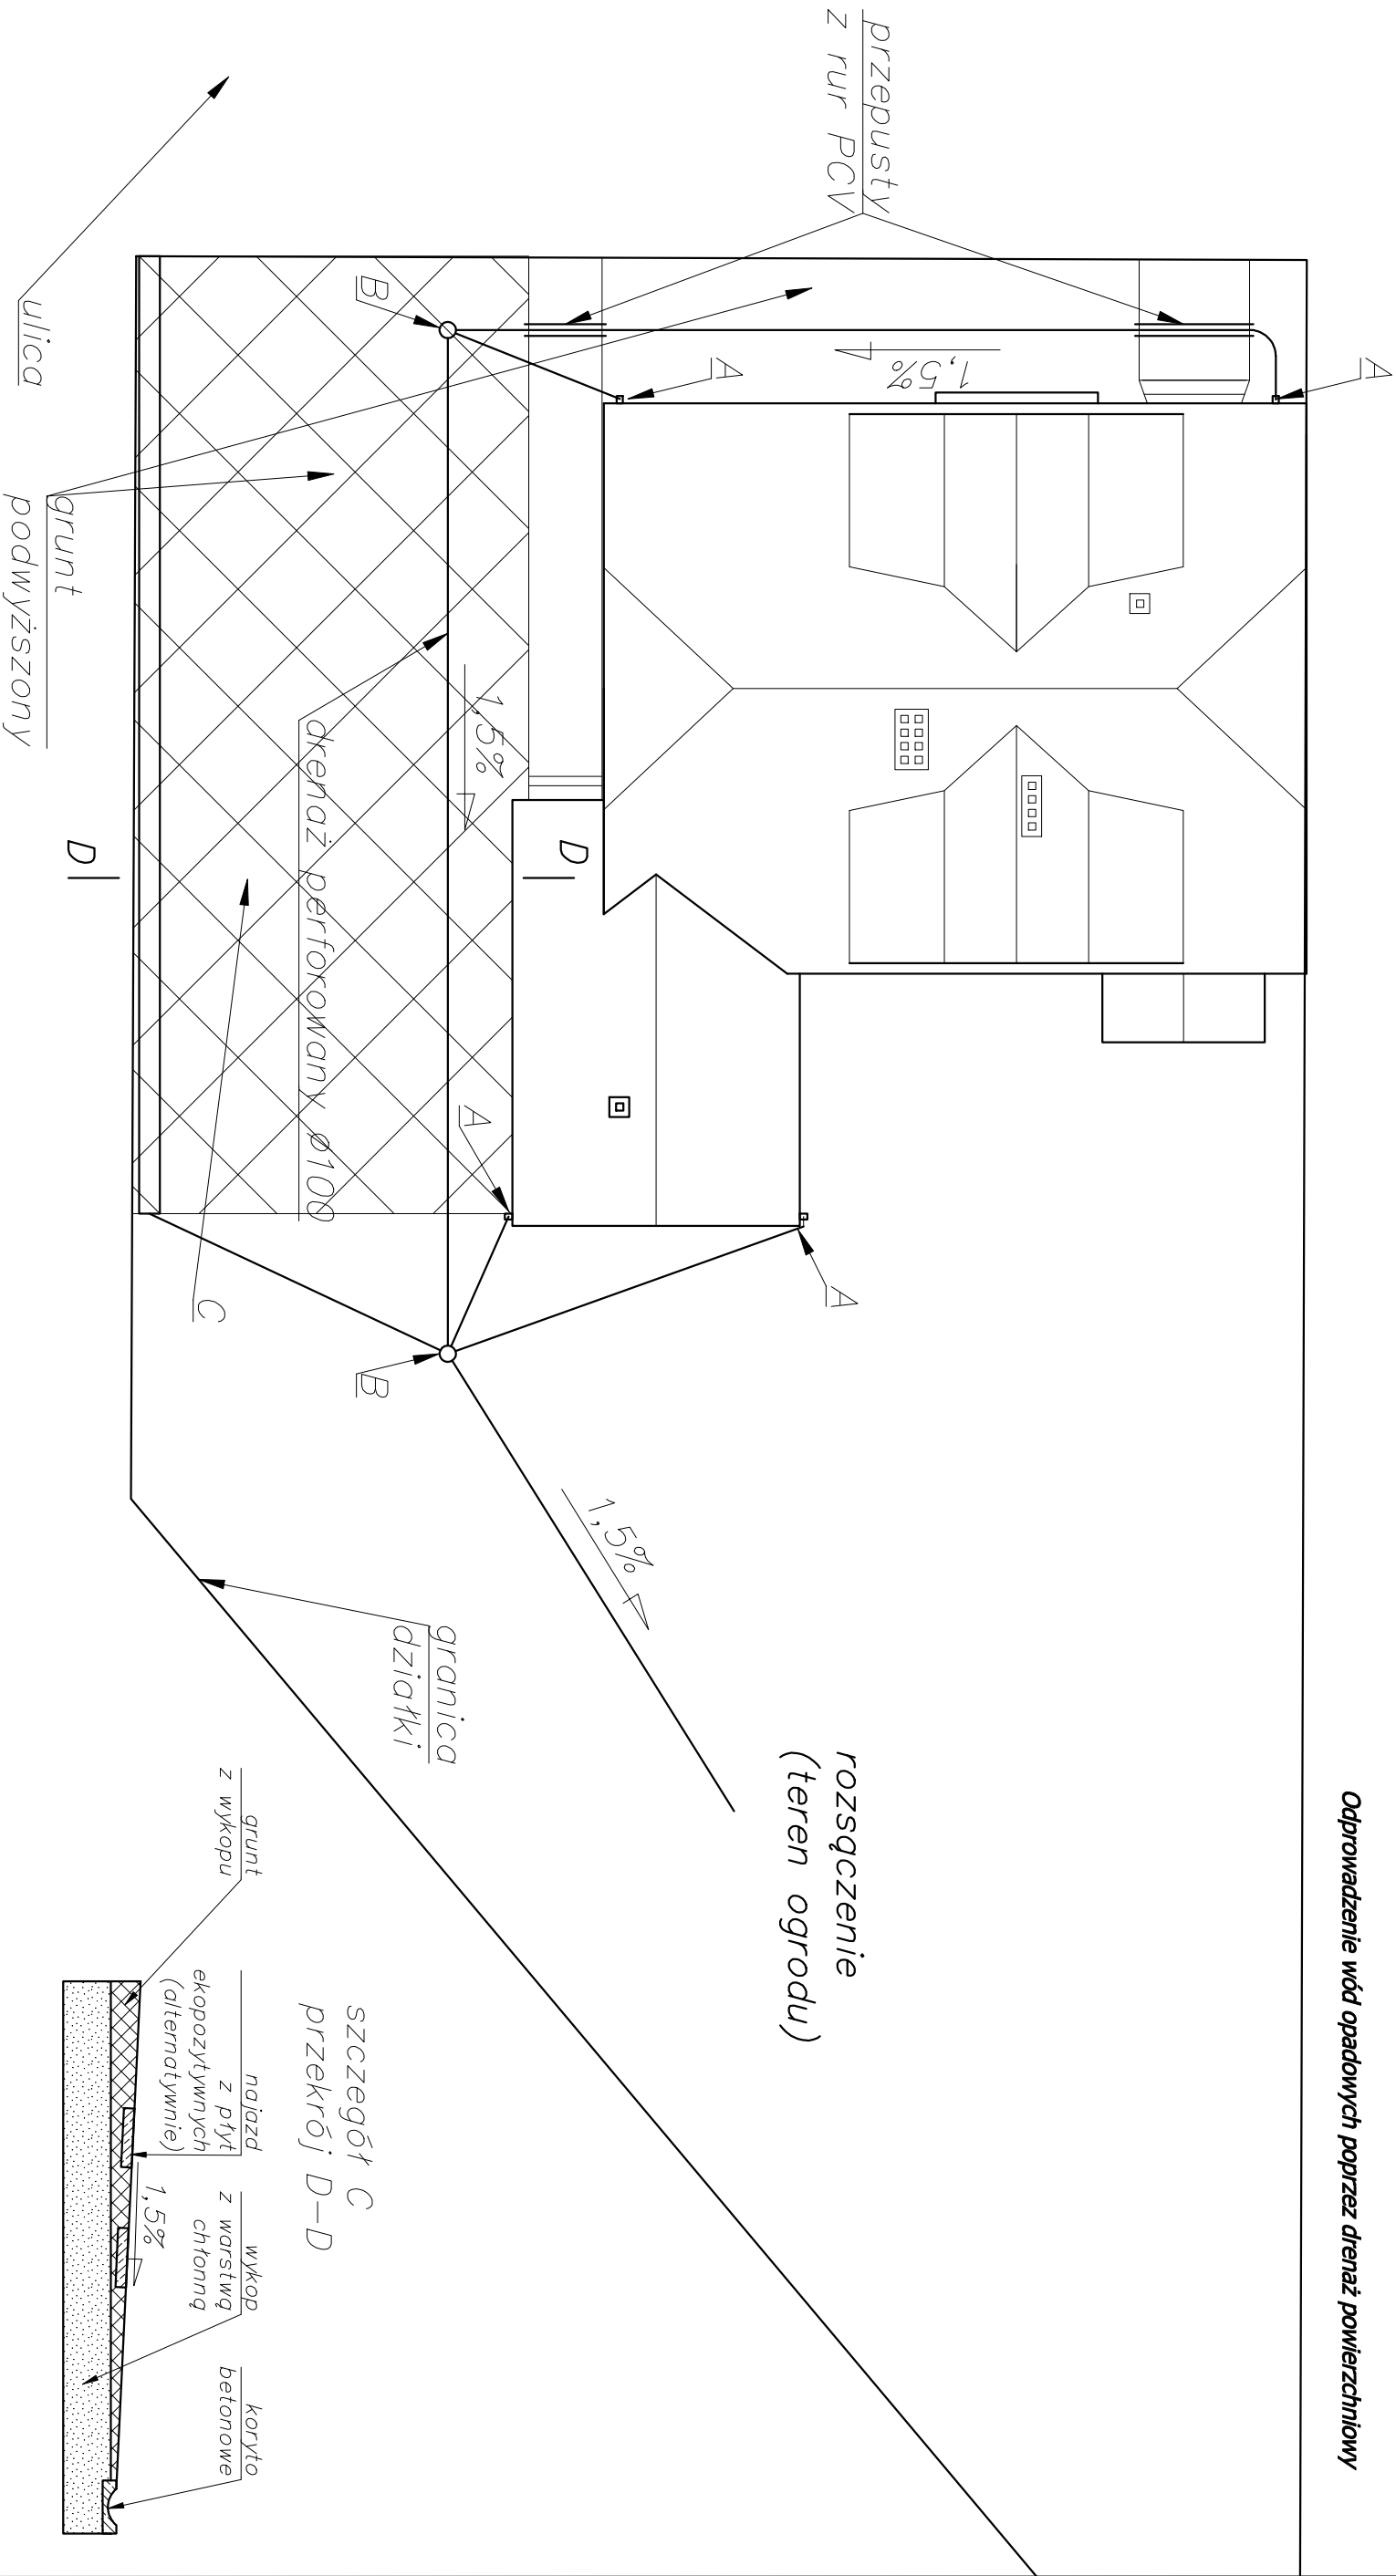 Odprowadzenie wód opadowych poprzez drenaż powierzchniowy
przepusty
z rur PCV
A
1,5%
A
B
ulica
grunt
podwyższony
1,5%
drenaż perforowany ⌀100
D
D
A
A
C
B
1,5%
granica
działki
rozsączenie
(teren ogrodu)
szczegół C
przekrój D-D
grunt
z wykopu
najazd
z płyt
ekopozytywnych
(alternatywnie)
1,5%
wykop
z warstwą
chłonną
koryto
betonowe